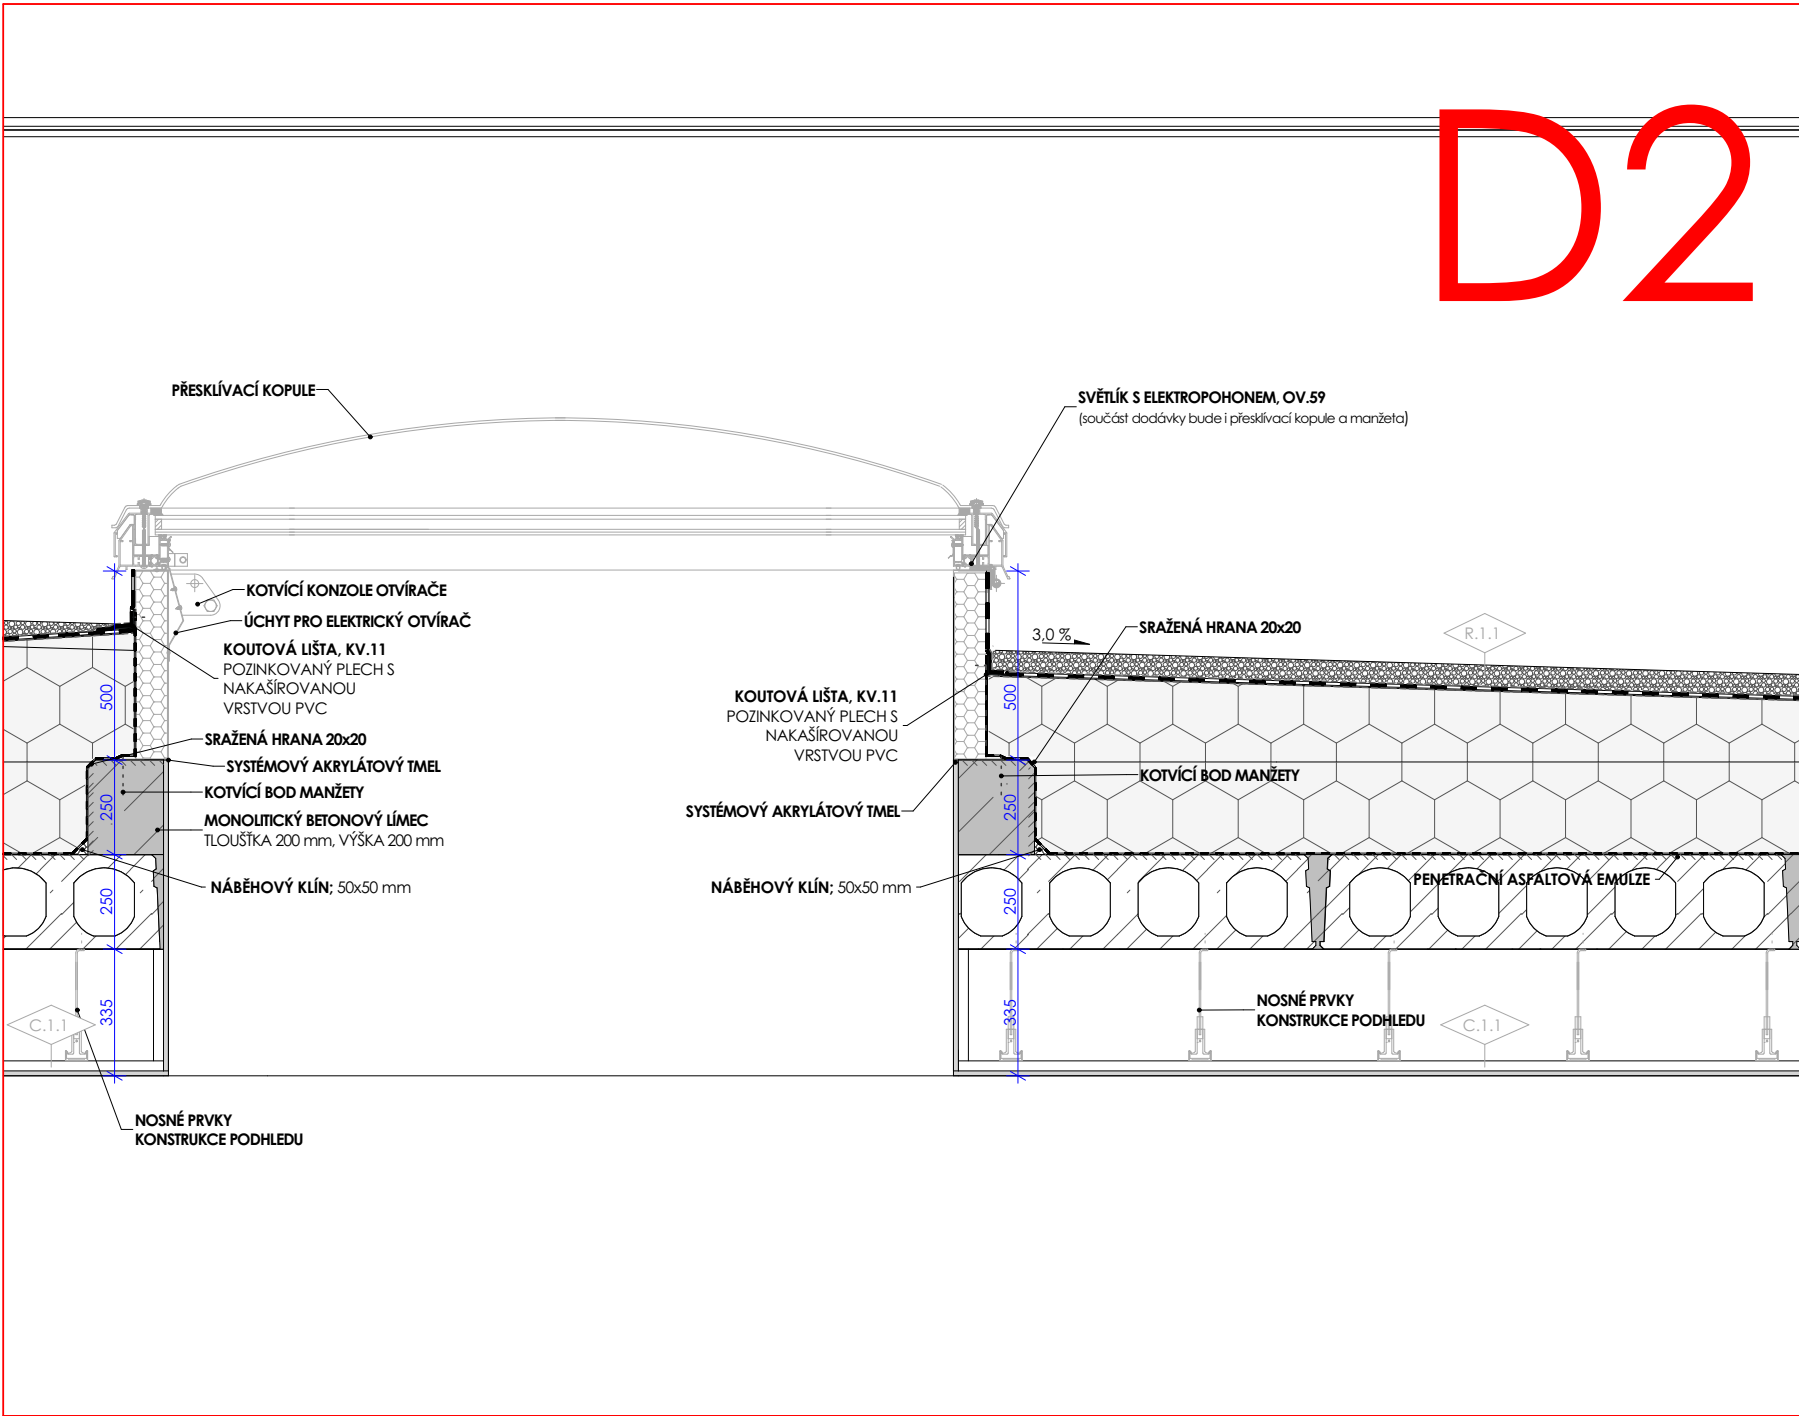 D2
PŘESKLÍVACÍ KOPULE
SVĚTLÍK S ELEKTROPOHONEM, OV.59
(součást dodávky bude i přesklívací kopule a manžeta)
KOTVÍCÍ KONZOLE OTVÍRAČE
ÚCHYT PRO ELEKTRICKÝ OTVÍRAČ
KOUTOVÁ LIŠTA, KV.11
POZINKOVANÝ PLECH S
NAKAŠÍROVANOU
VRSTVOU PVC
SRAŽENÁ HRANA 20x20
SYSTÉMOVÝ AKRYLÁTOVÝ TMEL
KOTVÍCÍ BOD MANŽETY
MONOLITICKÝ BETONOVÝ LÍMEC
TLOUŠŤKA 200 mm, VÝŠKA 200 mm
NÁBĚHOVÝ KLÍN; 50x50 mm
500
250
250
335
C.1.1
NOSNÉ PRVKY
KONSTRUKCE PODHLEDU
3,0 %
SRAŽENÁ HRANA 20x20
R.1.1
KOUTOVÁ LIŠTA, KV.11
POZINKOVANÝ PLECH S
NAKAŠÍROVANOU
VRSTVOU PVC
KOTVÍCÍ BOD MANŽETY
SYSTÉMOVÝ AKRYLÁTOVÝ TMEL
NÁBĚHOVÝ KLÍN; 50x50 mm
PENETRAČNÍ ASFALTOVÁ EMULZE
500
250
250
335
NOSNÉ PRVKY
KONSTRUKCE PODHLEDU
C.1.1